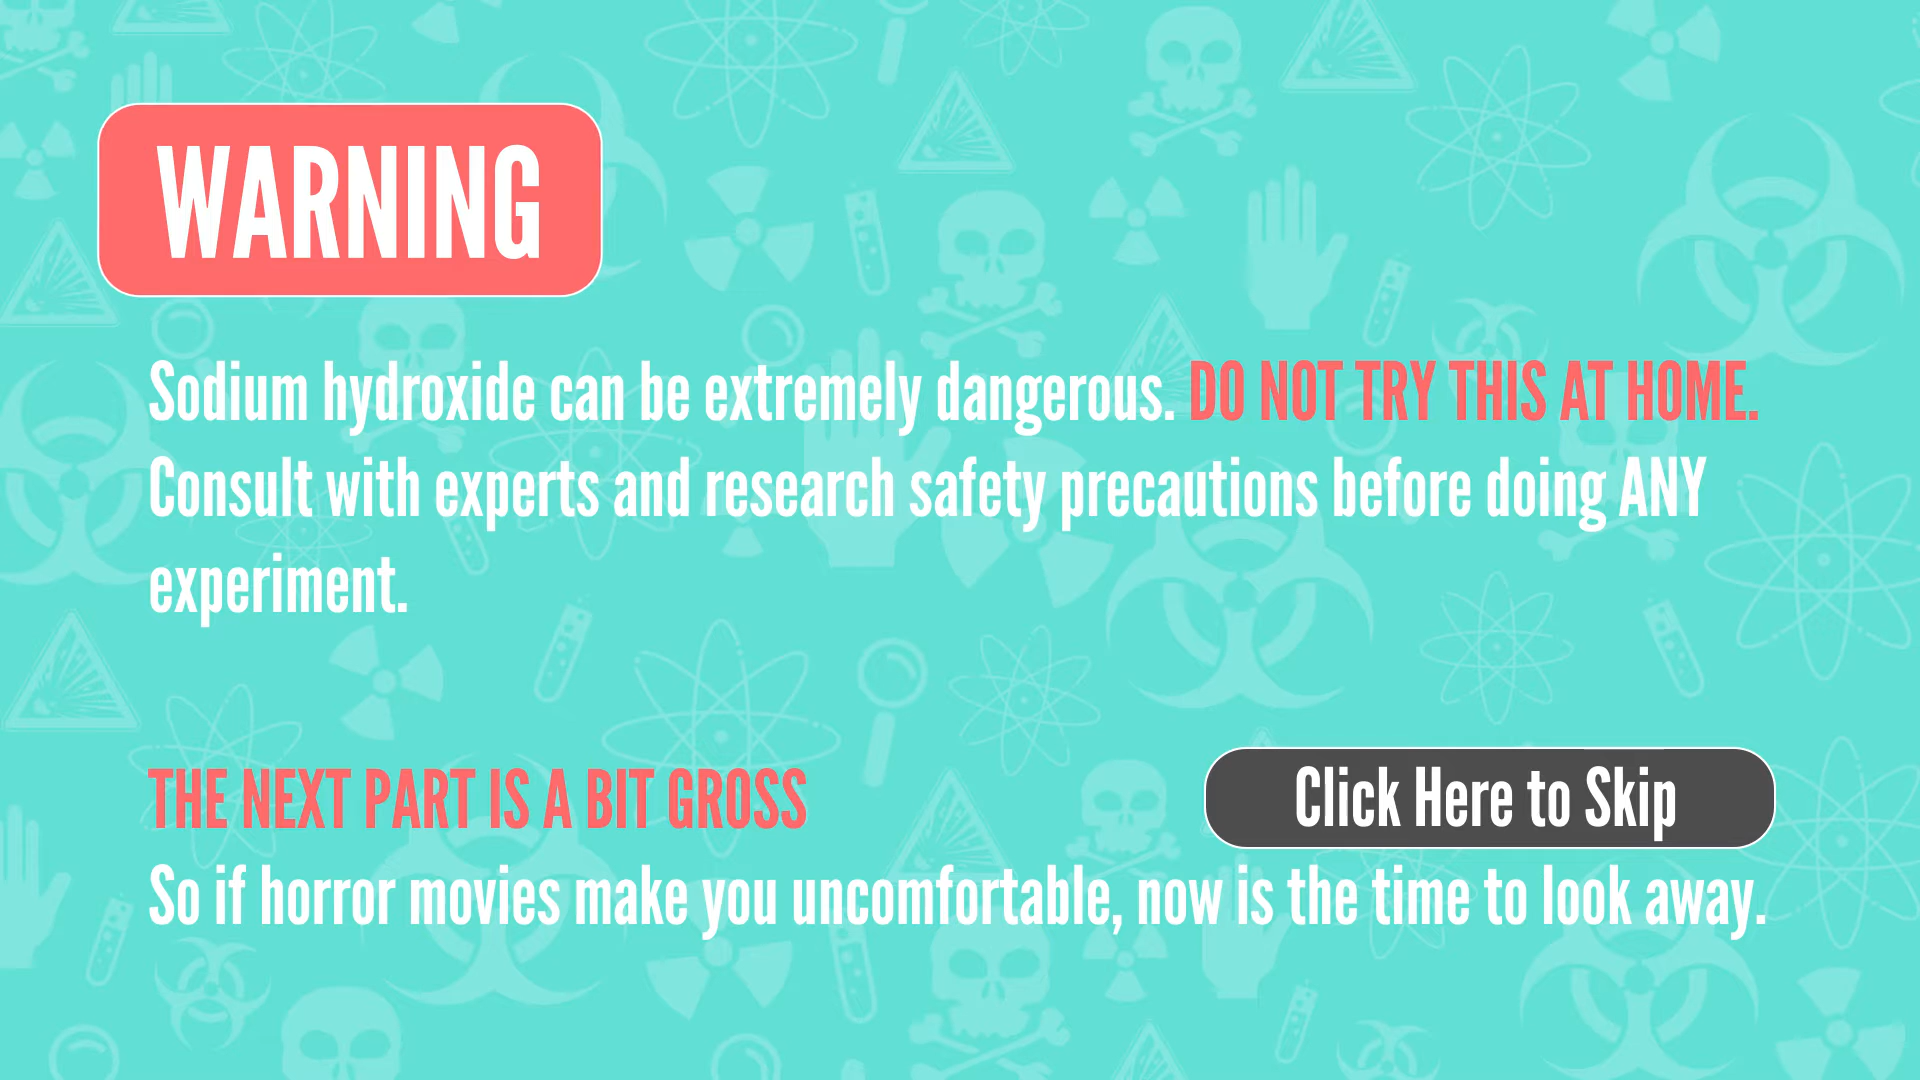 WARNING
Sodium hydroxide can be extremely dangerous. DO NOT TRY THIS AT HOME.
Consult with experts and research safety precautions before doing ANY
experiment.
THE NEXT PART IS A BIT GROSS
Click Here to Skip
So if horror movies make you uncomfortable, now is the time to look away.